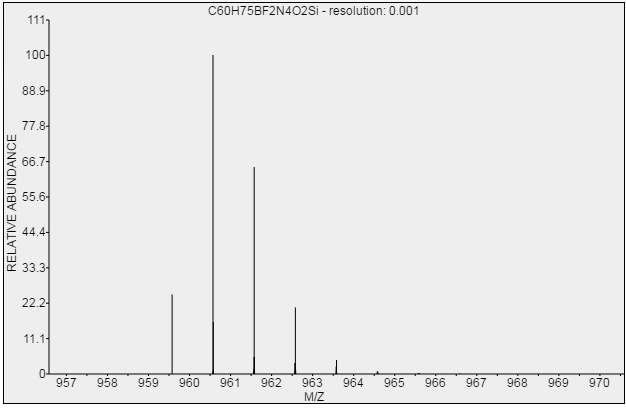 C60H75BF2N4O2Si - resolution: 0.001
111
100
88.9
77.8
66.7
55.6
44.4
33.3
22.2
11.1
0
RELATIVE ABUNDANCE
957 958 959 960 961 962 963 964 965 966 967 968 969 970
M/Z